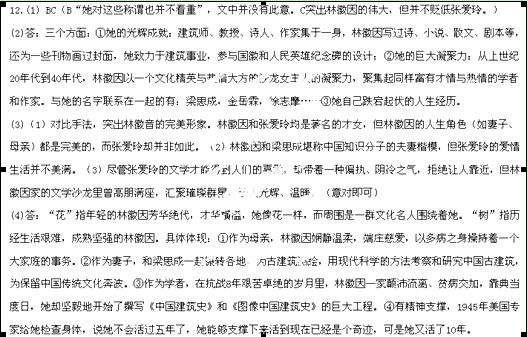 12.(1) BC（B“她对这些称谓也并不看重”，文中并没有此意。C突出林徽因的伟大，但并不贬低张爱玲。）
(2)答：三个方面：①她的光辉成就：建筑师、教授、诗人、作家集于一身，林徽因写过诗、小说、散文、剧本等，
还为一些刊物画过封面，她致力于建筑事业，参与国徽和人民英雄纪念碑的设计；②她的巨大凝聚力：从上世纪
20年代到40年代，林徽因以一个文化精英与热情大方的沙龙女主人的凝聚力，聚集起同样富有才情与热情的学者
和作家。与她的名字联系在一起的有：梁思成，金岳霖，徐志摩……③她自己跌宕起伏的人生经历。
(3)（1）对比手法，突出林徽音的完美形象。林徽因和张爱玲均是著名的才女，但林徽因的人生角色（如妻子、
母亲）都是完美的，而张爱玲却并非如此。（2）林徽因和梁思成堪称中国知识分子的夫妻楷模，但张爱玲的爱情
生活并不美满。（3）尽管张爱玲的文学才能得到人们的喜爱，却带着一种偏执、阴冷之气，拒绝让人靠近，但林
徽因家的文学沙龙里曾高朋满座，汇聚璀璨群星，光辉、温暖。（意对即可）
(4)答：“花”指年轻的林徽因芳华绝代，才华横溢，她像花一样，而周围是一群文化名人围绕着她。“树”指历
经生活艰难，成熟坚强的林徽因。具体体现：①作为母亲，林徽因娴静温柔，端庄慈爱，以多病之身操持着一个
大家庭的事务。②作为妻子，和梁思成一起辗转各地，为古建筑，用现代科学的方法考察和研究中国古建筑，
为保留中国传统文化奔波。③作为学者，在抗战8年艰苦卓绝的岁月里，林徽因一家颠沛流离、贫病交加，靠典当
度日，她却坚毅地开始了撰写《中国建筑史》和《图像中国建筑史》的巨大工程。④有精神支撑，1945年美国专
家给她检查身体，说她不会活过五年了，她能够支撑下来活到现在已经是个奇迹，可是她又活了10年。